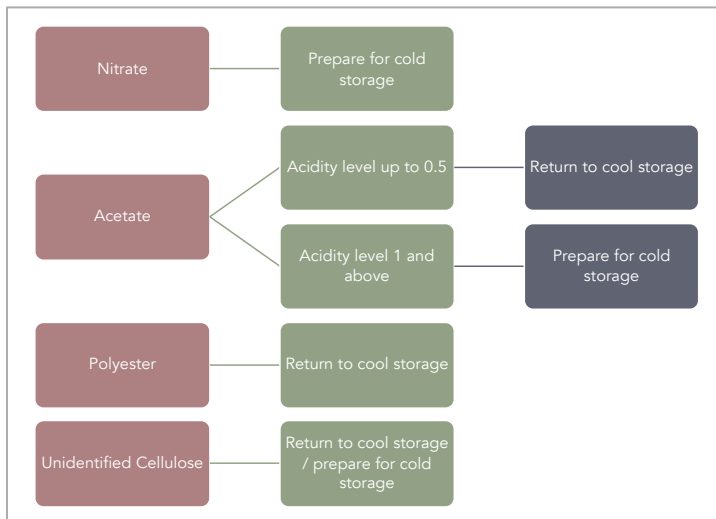 Nitrate
Prepare for cold
storage
Acetate
Acidity level up to 0.5
Return to cool storage
Acidity level 1 and
above
Prepare for cold
storage
Polyester
Return to cool storage
Unidentified Cellulose
Return to cool storage
/ prepare for cold
storage